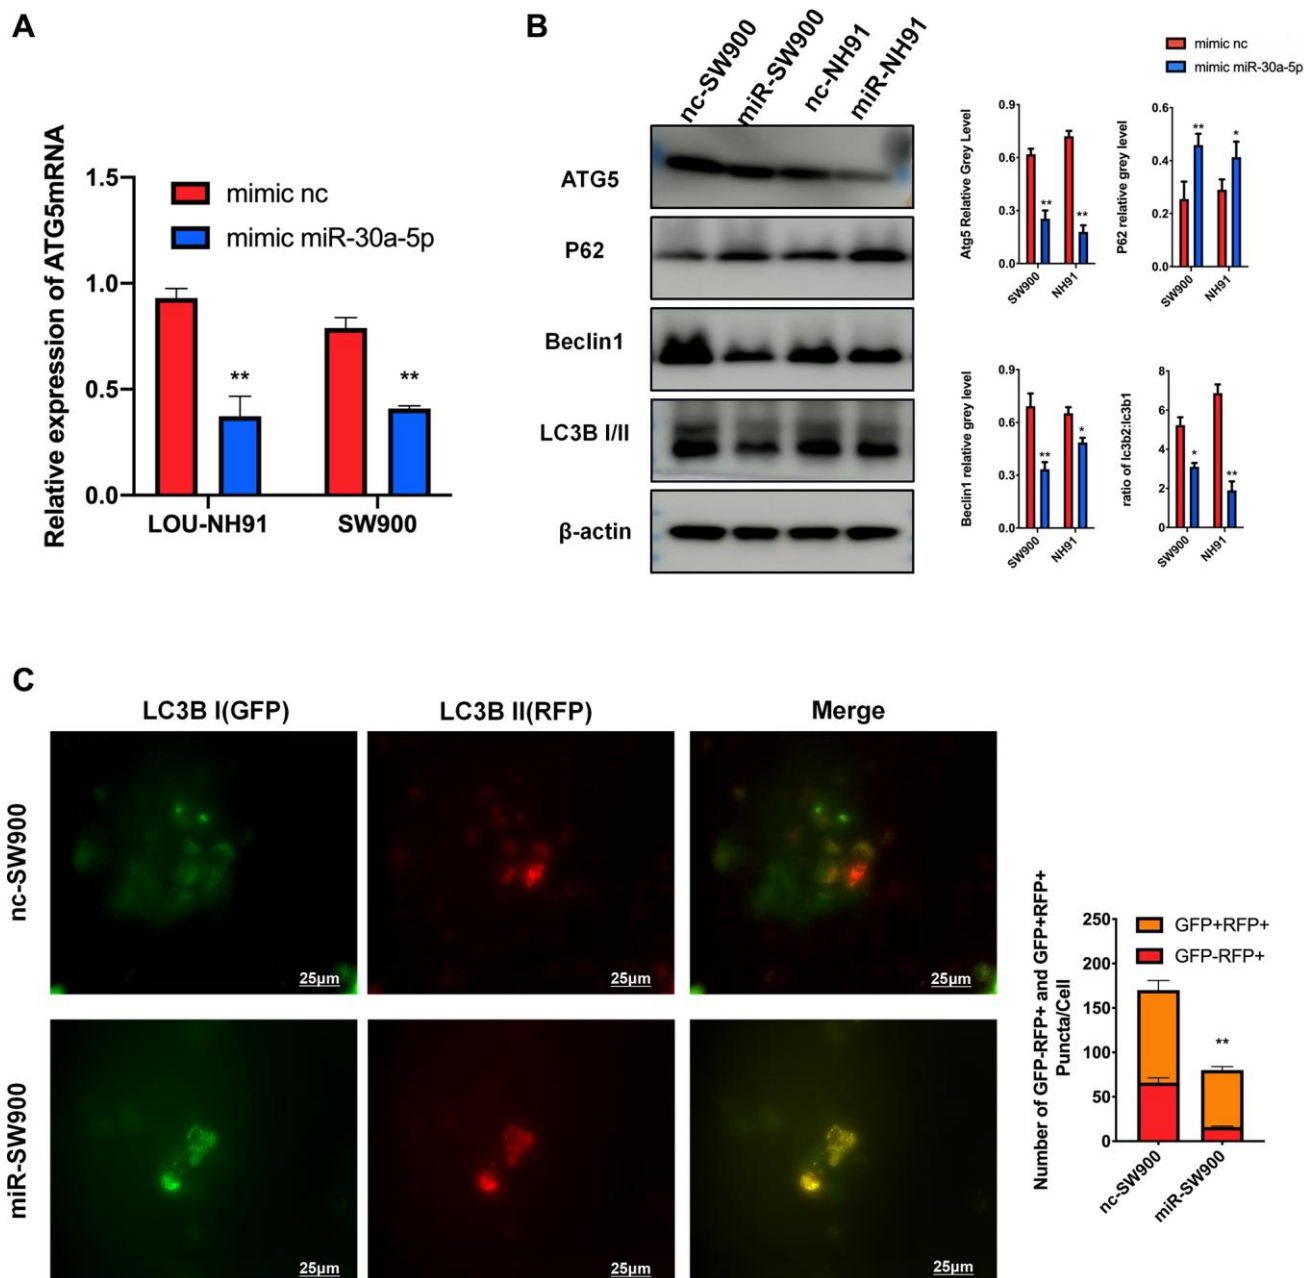 A
Relative expression of ATG5mRNA
1.5
1.0
0.5
0.0
mimic nc
mimic miR-30a-5p
**
**
LOU-NH91
SW900
B
nc-SW900
miR-SW900
nc-NH91
miR-NH91
ATG5
P62
Beclin1
LC3B I/II
β-actin
mimic nc
mimic miR-30a-5p
Atg5 Relative Grey Level
0.9
0.6
0.3
0.0
**
**
SW900
NH91
P62 relative grey level
0.6
0.4
0.2
0.0
**
*
SW900
NH91
Beclin1 relative grey level
0.9
0.6
0.3
0.0
**
*
SW900
NH91
ratio of lc3b2:lc3b1
8
6
4
2
0
*
**
SW900
NH91
C
LC3B I(GFP)
LC3B II(RFP)
Merge
nc-SW900
25μm
25μm
25μm
miR-SW900
25μm
25μm
25μm
Number of GFP-RFP+ and GFP+RFP+
Puncta/Cell
250
200
150
100
50
0
GFP+RFP+
GFP-RFP+
**
nc-SW900
miR-SW900